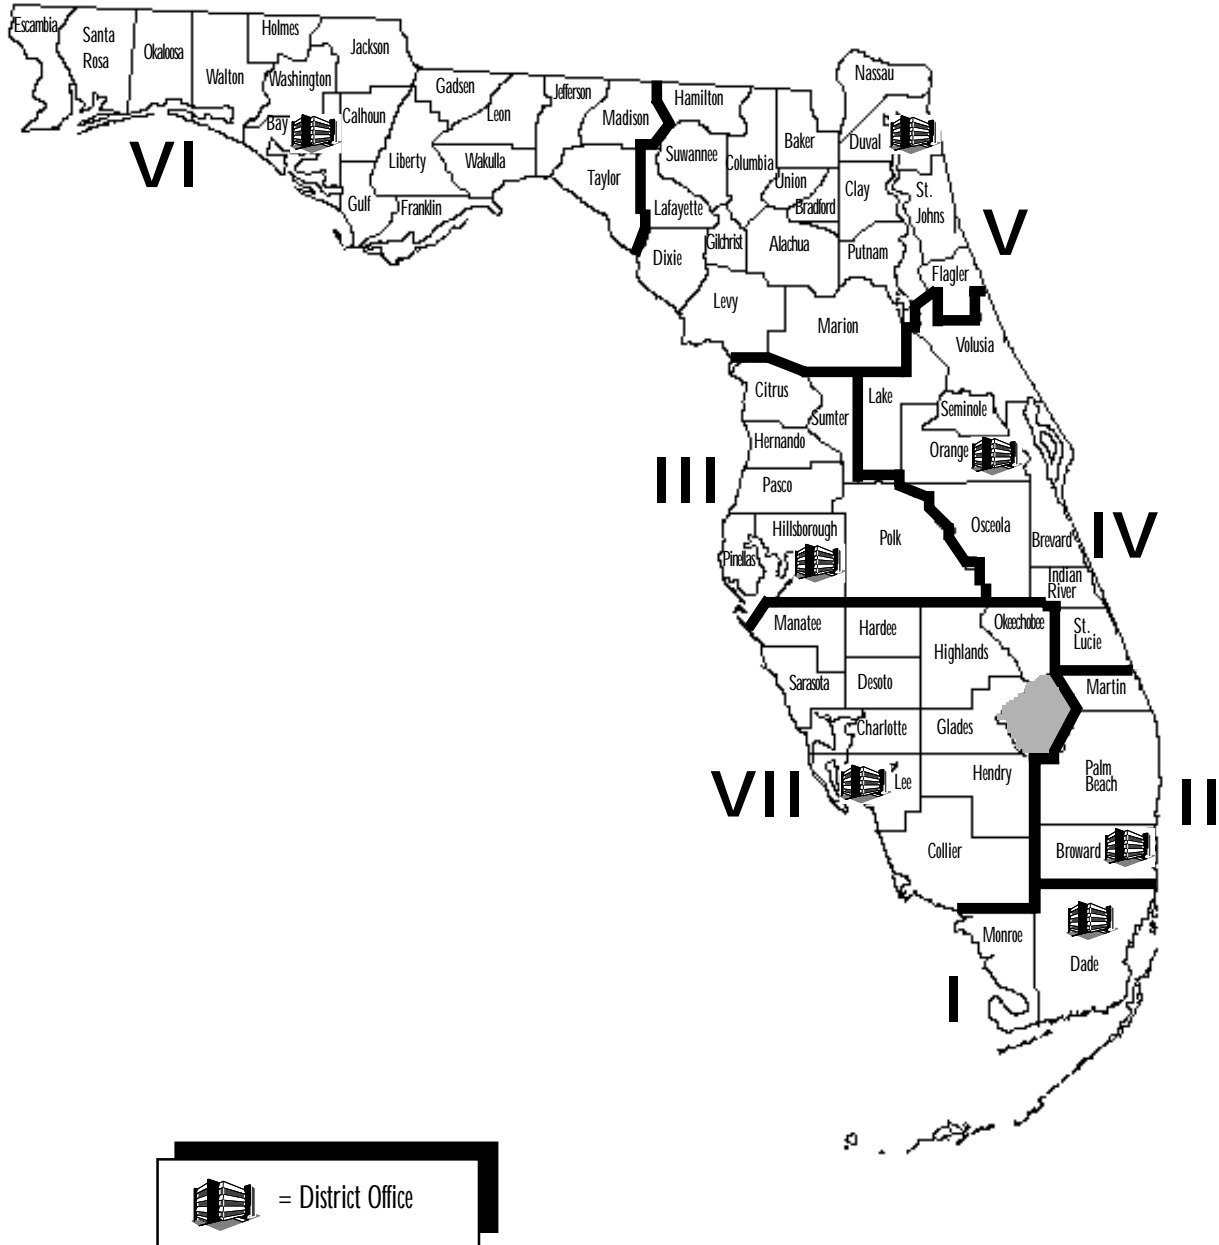 Escambia
Santa
Rosa
Okaloosa
Walton
Holmes
Washington
Jackson
Bay
Calhoun
Gulf
Liberty
Gadsen
Franklin
Leon
Wakulla
Jefferson
Madison
Taylor
VI
Hamilton
Suwannee
Lafayette
Dixie
Columbia
Gilchrist
Baker
Union
Bradford
Alachua
Levy
Marion
Nassau
Duval
Clay
St.
Johns
Putnam
Flagler
V
Citrus
Sumter
Hernando
Pasco
Hillsborough
Pinellas
Polk
III
Volusia
Lake
Seminole
Orange
Osceola
Brevard
Indian
River
St.
Lucie
IV
Manatee
Hardee
Highlands
Okeechobee
Sarasota
Desoto
Charlotte
Glades
Lee
Hendry
Collier
VII
Martin
Palm
Beach
Broward
II
Monroe
Dade
I
= District Office